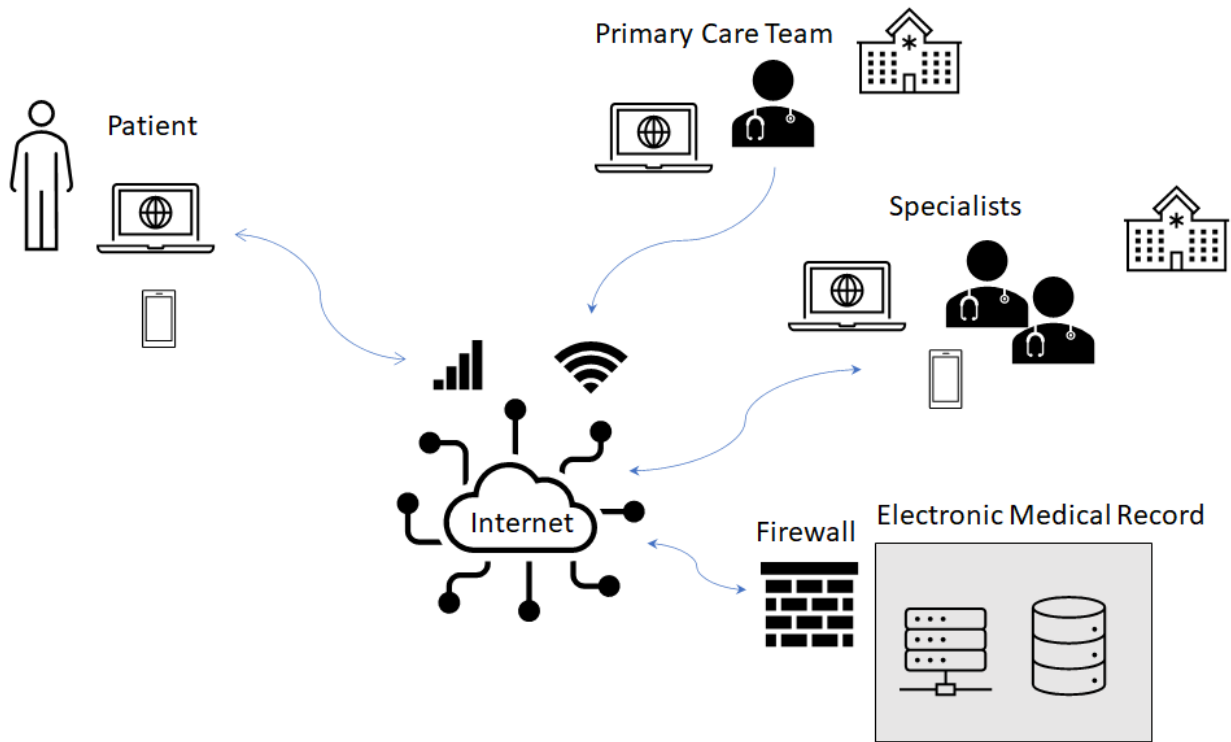 Primary Care Team
Patient
Specialists
Internet
Firewall
Electronic Medical Record